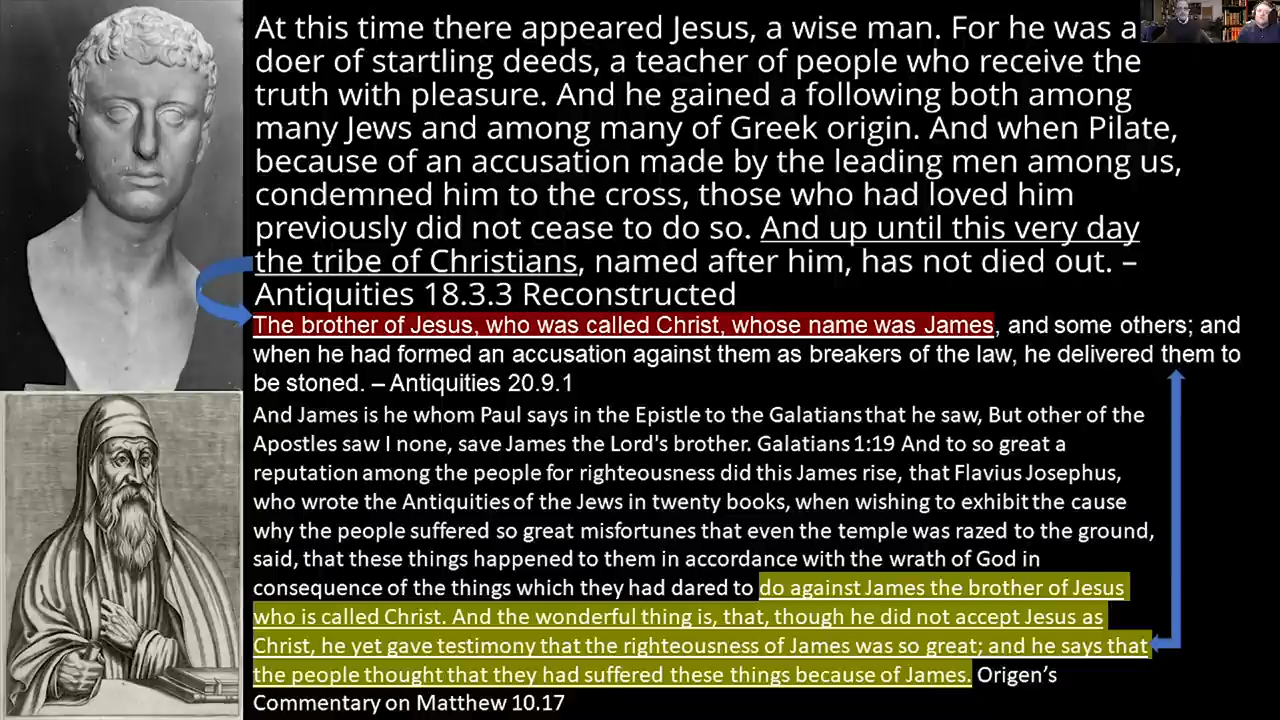 At this time there appeared Jesus, a wise man. For he was a
doer of startling deeds, a teacher of people who receive the
truth with pleasure. And he gained a following both among
many Jews and among many of Greek origin. And when Pilate,
because of an accusation made by the leading men among us,
condemned him to the cross, those who had loved him
previously did not cease to do so. And up until this very day
the tribe of Christians, named after him, has not died out. –
Antiquities 18.3.3 Reconstructed
The brother of Jesus, who was called Christ, whose name was James, and some others; and
when he had formed an accusation against them as breakers of the law, he delivered them to
be stoned. – Antiquities 20.9.1
And James is he whom Paul says in the Epistle to the Galatians that he saw, But other of the
Apostles saw I none, save James the Lord's brother. Galatians 1:19 And to so great a
reputation among the people for righteousness did this James rise, that Flavius Josephus,
who wrote the Antiquities of the Jews in twenty books, when wishing to exhibit the cause
why the people suffered so great misfortunes that even the temple was razed to the ground,
said, that these things happened to them in accordance with the wrath of God in
consequence of the things which they had dared to do against James the brother of Jesus
who is called Christ. And the wonderful thing is, that, though he did not accept Jesus as
Christ, he yet gave testimony that the righteousness of James was so great; and he says that
the people thought that they had suffered these things because of James. Origen's
Commentary on Matthew 10.17